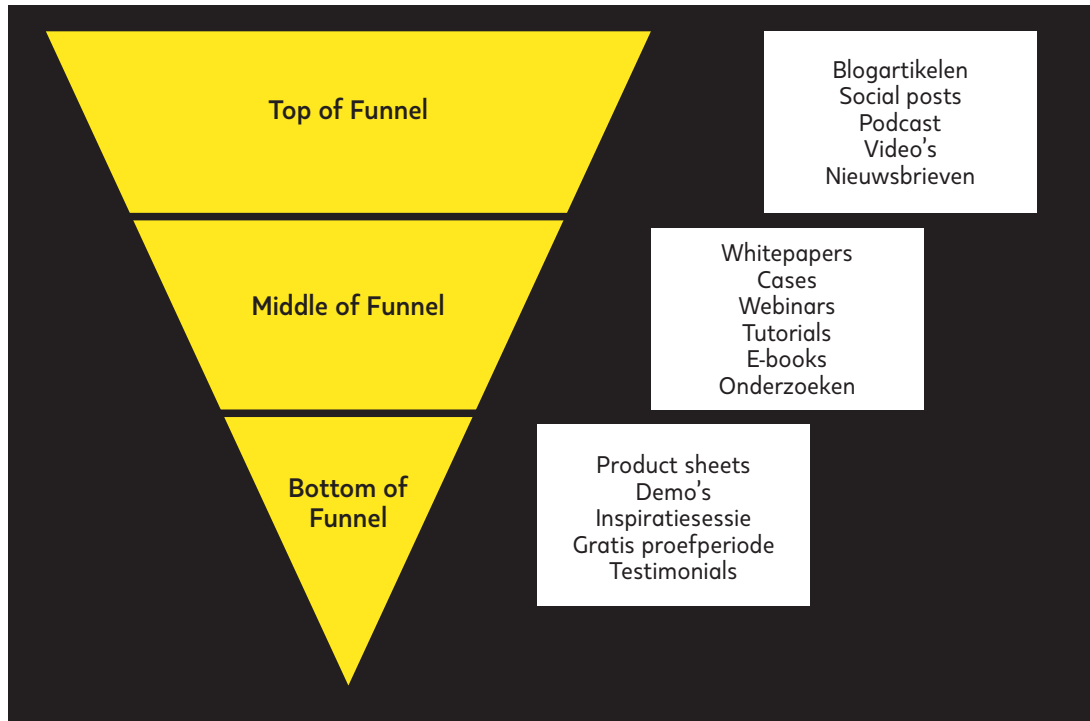 Top of Funnel
Blogartikelen
Social posts
Podcast
Video's
Nieuwsbrieven
Middle of Funnel
Whitepapers
Cases
Webinars
Tutorials
E-books
Onderzoeken
Bottom of
Funnel
Product sheets
Demo's
Inspiratiesessie
Gratis proefperiode
Testimonials